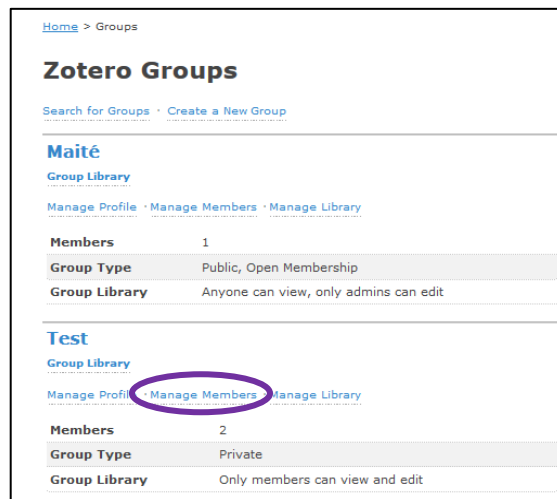 Home > Groups
Zotero Groups
Search for Groups · Create a New Group
Maité
Group Library
Manage Profile · Manage Members · Manage Library
Members 1
Group Type Public, Open Membership
Group Library Anyone can view, only admins can edit
Test
Group Library
Manage Profile · Manage Members · Manage Library
Members 2
Group Type Private
Group Library Only members can view and edit